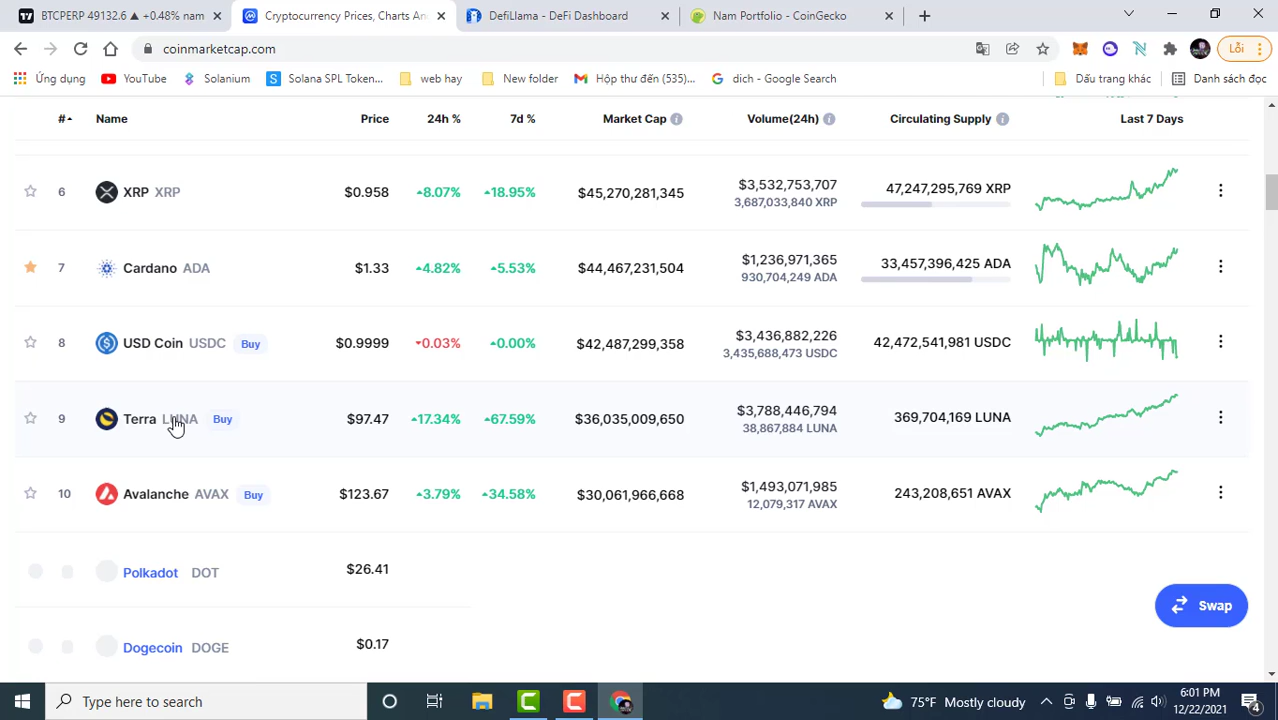 BTCPERP 49132.6 ▲ +0.48% nam
Cryptocurrency Prices, Charts An
DefiLlama - DeFi Dashboard
Nam Portfolio - CoinGecko
coinmarketcap.com
Lỗi
Ứng dụng
YouTube
Solanium
Solana SPL Token...
web hay
New folder
Hộp thư đến (535)...
dich - Google Search
Dấu trang khác
Danh sách đọc
# Name Price 24h % 7d % Market Cap Volume(24h) Circulating Supply Last 7 Days
6 XRP XRP $0.958 8.07% 18.95% $45,270,281,345 $3,532,753,707 47,247,295,769 XRP
3,687,033,840 XRP
7 Cardano ADA $1.33 4.82% 5.53% $44,467,231,504 $1,236,971,365 33,457,396,425 ADA
930,704,249 ADA
8 USD Coin USDC Buy $0.9999 0.03% 0.00% $42,487,299,358 $3,436,882,226 42,472,541,981 USDC
3,435,688,473 USDC
9 Terra LUNA Buy $97.47 17.34% 67.59% $36,035,009,650 $3,788,446,794 369,704,169 LUNA
38,867,884 LUNA
10 Avalanche AVAX Buy $123.67 3.79% 34.58% $30,061,966,668 $1,493,071,985 243,208,651 AVAX
12,079,317 AVAX
Polkadot DOT $26.41
Swap
Dogecoin DOGE $0.17
Type here to search
75°F Mostly cloudy
6:01 PM
12/22/2021
4